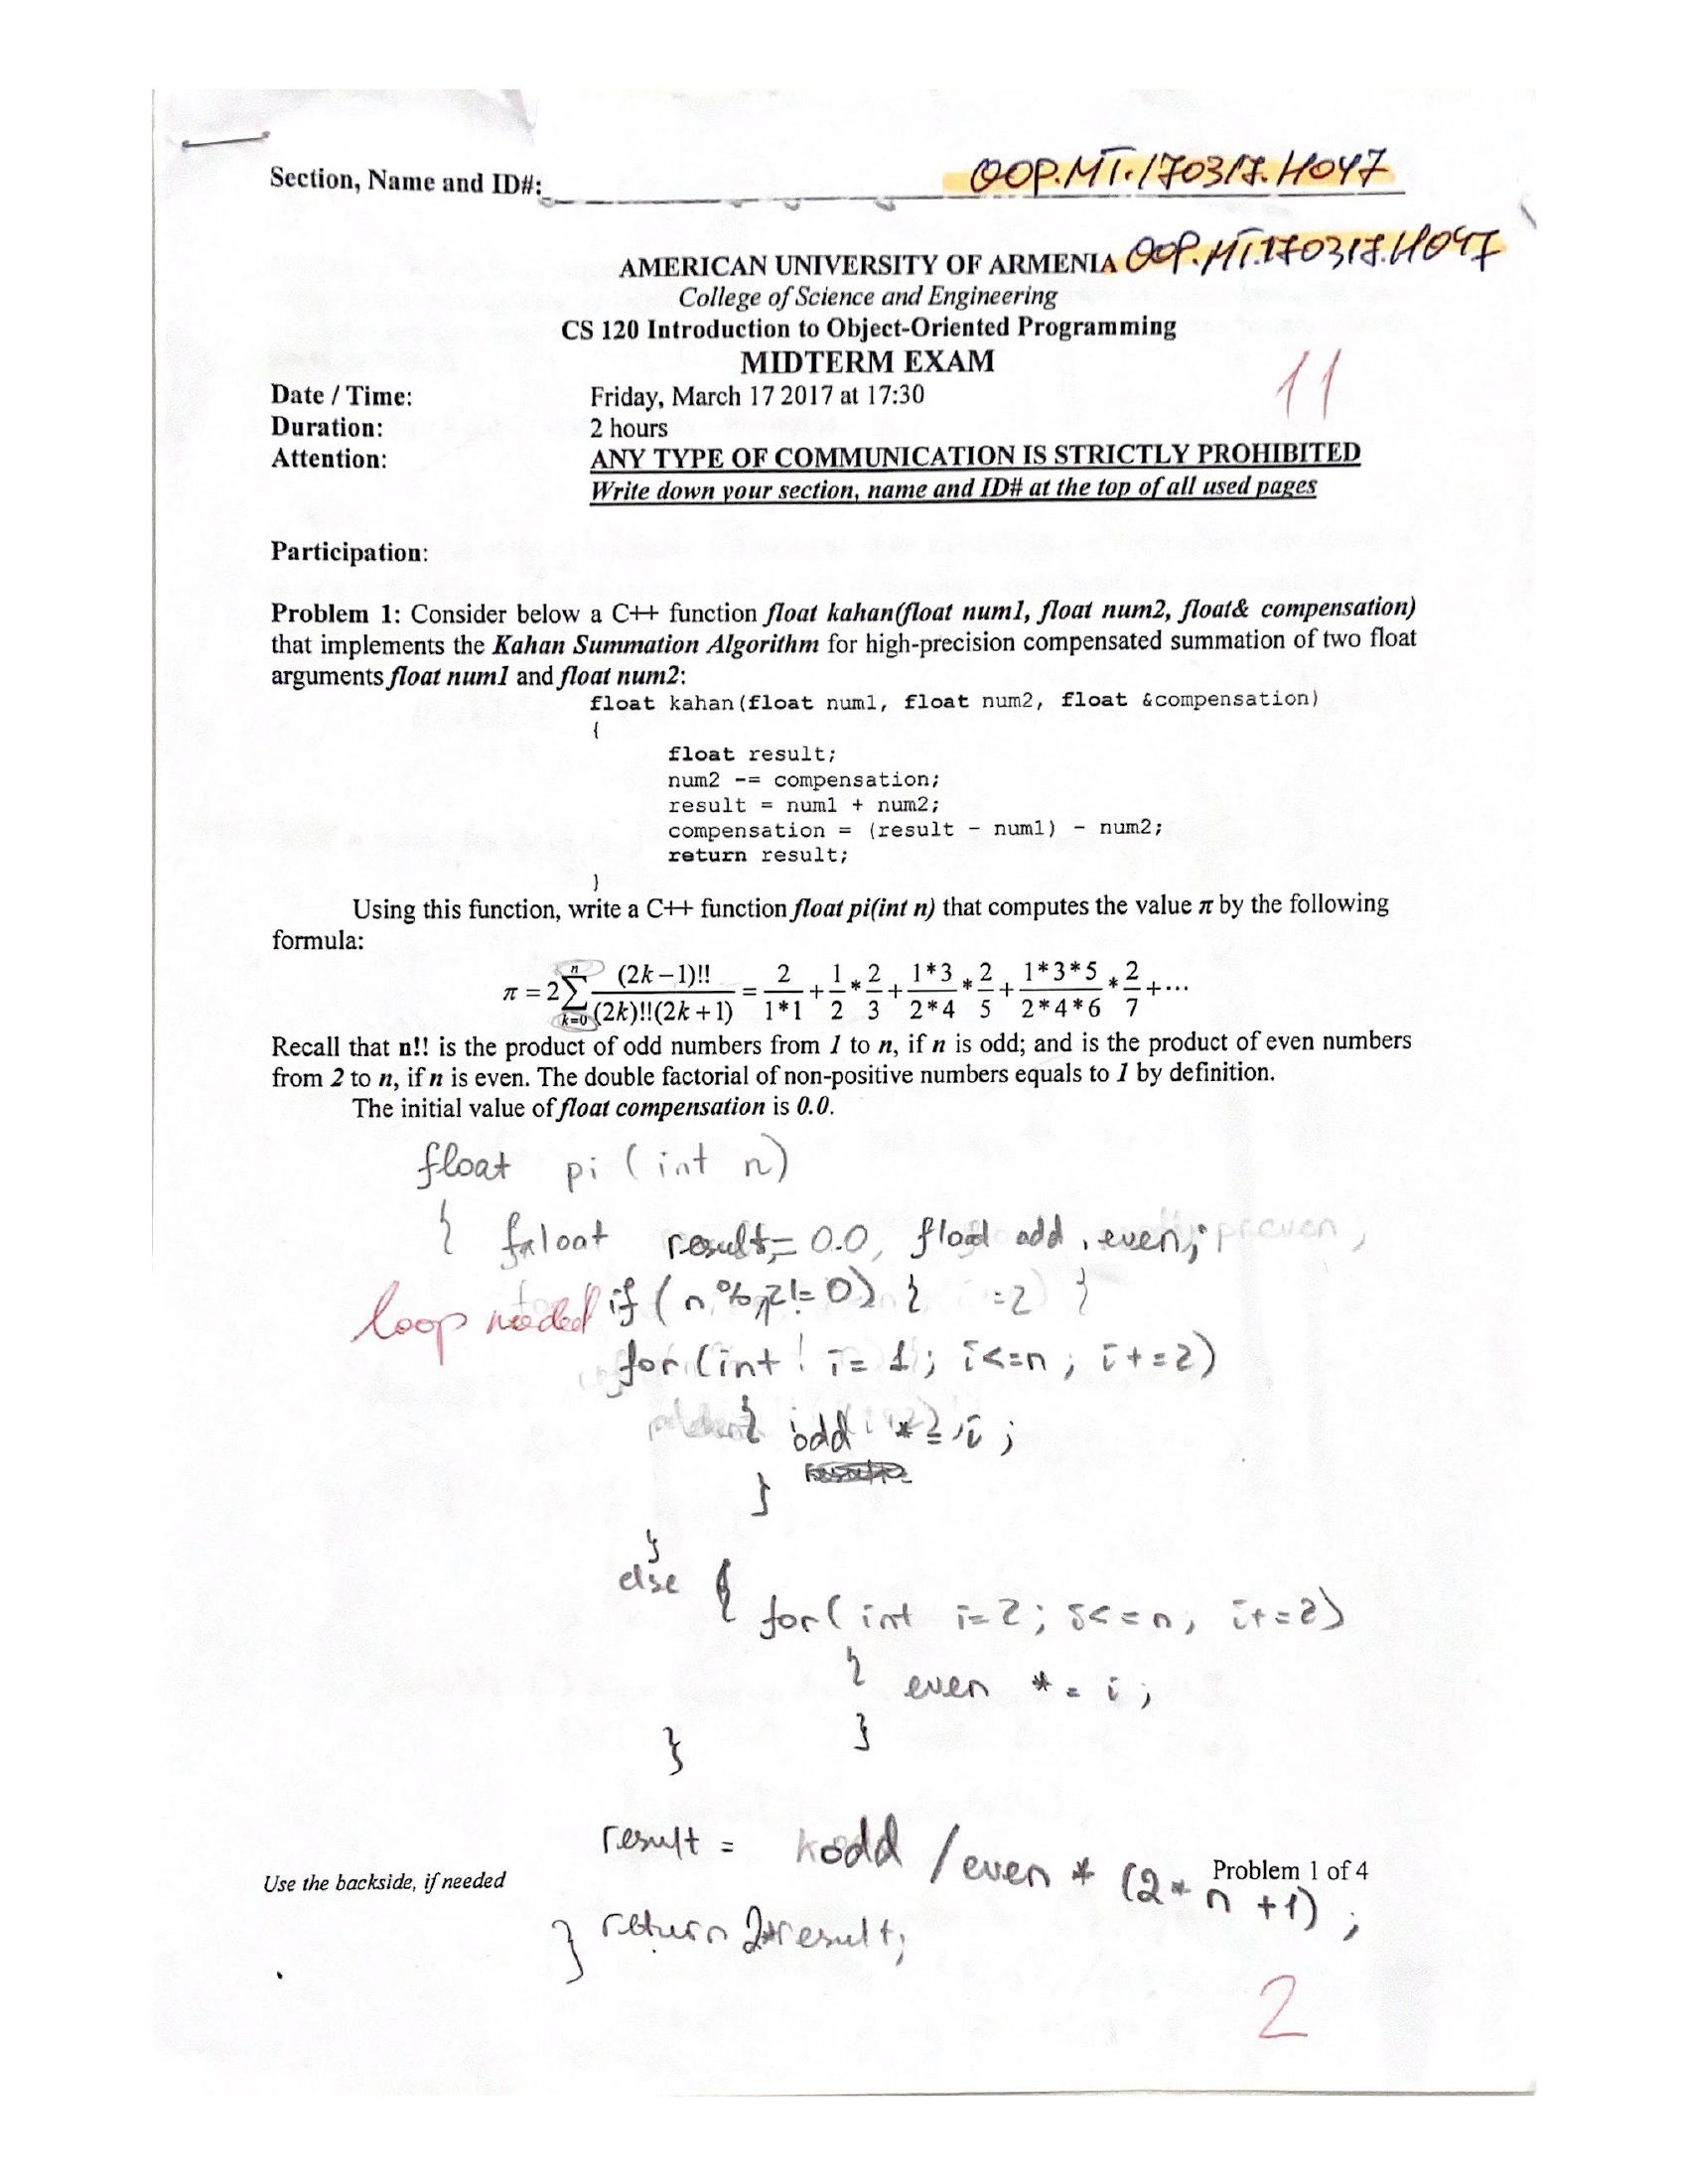 Section, Name and ID#: OOP.MT.170317.H047
AMERICAN UNIVERSITY OF ARMENIA OOP.MT.170317.H047
College of Science and Engineering
CS 120 Introduction to Object-Oriented Programming
MIDTERM EXAM
11
Date / Time: Friday, March 17 2017 at 17:30
Duration: 2 hours
Attention: ANY TYPE OF COMMUNICATION IS STRICTLY PROHIBITED
Write down your section, name and ID# at the top of all used pages
Participation:
Problem 1: Consider below a C++ function float kahan(float num1, float num2, float& compensation)
that implements the Kahan Summation Algorithm for high-precision compensated summation of two float
arguments float num1 and float num2:
float kahan(float num1, float num2, float &compensation)
{
float result;
num2 -= compensation;
result = num1 + num2;
compensation = (result - num1) - num2;
return result;
}
Using this function, write a C++ function float pi(int n) that computes the value π by the following
formula:
π = 2∑_{k=0}^{n} (2k−1)!! / (2k)!!(2k+1) = 2/1*1 + 1/2 * 2/3 + 1*3/2*4 * 2/5 + 1*3*5/2*4*6 * 2/7 + ⋯
Recall that n!! is the product of odd numbers from 1 to n, if n is odd; and is the product of even numbers
from 2 to n, if n is even. The double factorial of non-positive numbers equals to 1 by definition.
The initial value of float compensation is 0.0.
float pi (int n)
{ float result = 0.0, float odd, even;
loop needed if (n % 2 != 0) {
for (int i = 1; i <= n; i += 2)
{ odd *= i;
}
}
else {
for (int i = 2; i <= n, i += 2)
{ even *= i;
}
}
result = odd / even * (2 * n + 1);
Use the backside, if needed Problem 1 of 4
} return 2*result;
2